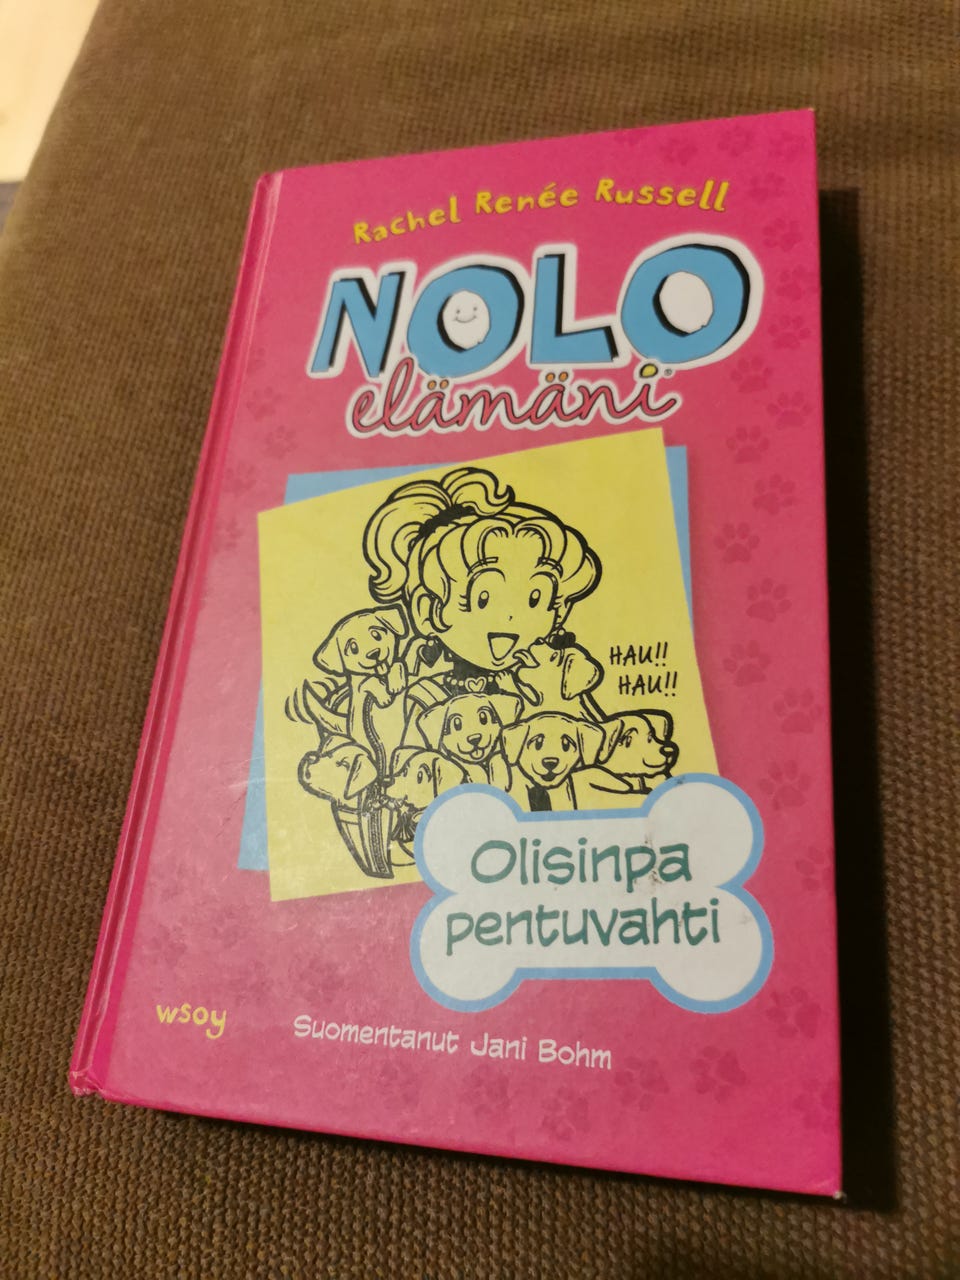 Rachel Renée Russell
NOLO
elämäni®
HAU!!
HAU!!
Olisinpa
pentuvahti
wsoy
Suomentanut Jani Bohm